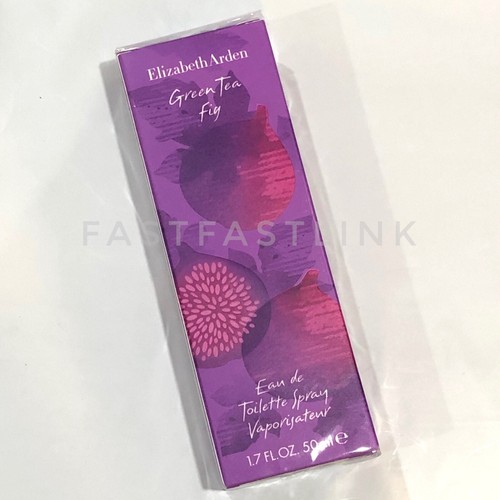 Elizabeth Arden
Green Tea
Fig
FASTFASTLINK
Eau de
Toilette Spray
Vaporisateur
1.7 FL.OZ. 50 ml e